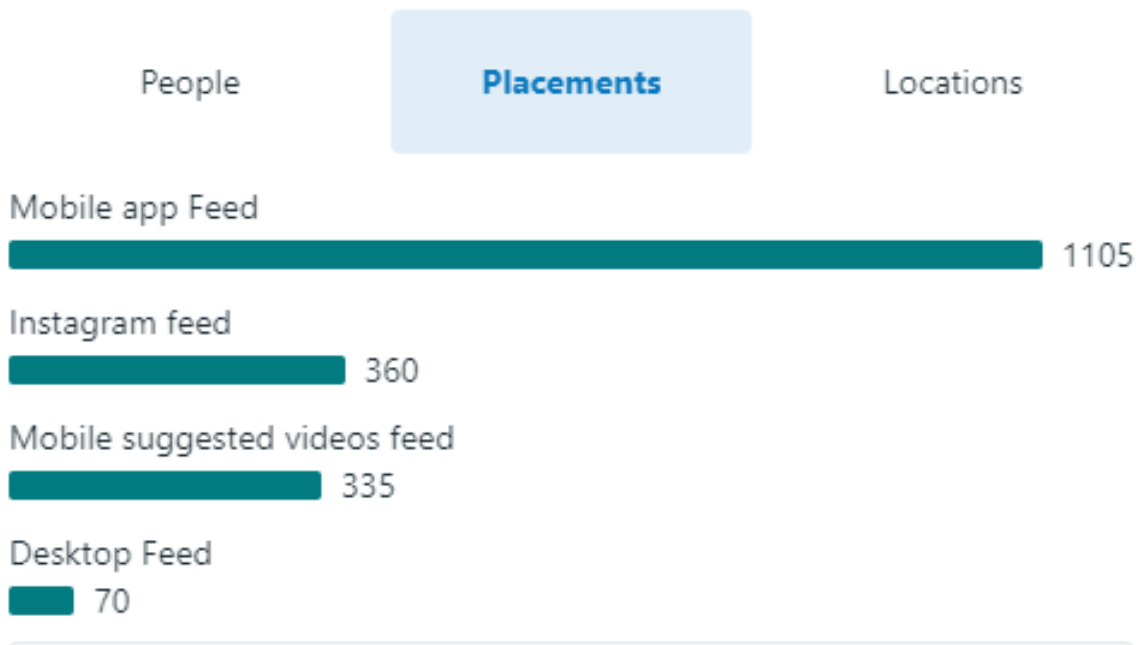 People
Placements
Locations
Mobile app Feed
1105
Instagram feed
360
Mobile suggested videos feed
335
Desktop Feed
70